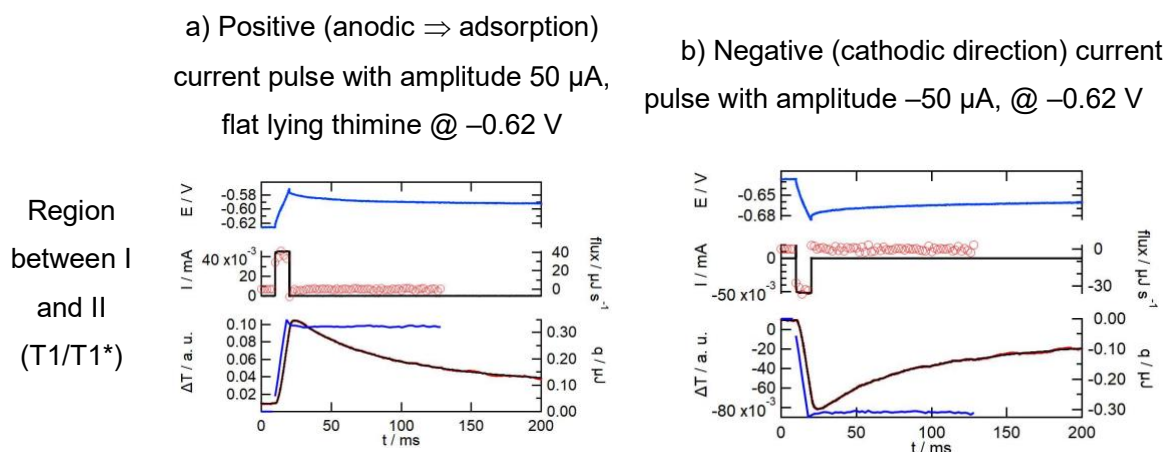 a) Positive (anodic ⇒ adsorption)
current pulse with amplitude 50 µA,
flat lying thimine @ –0.62 V
b) Negative (cathodic direction) current
pulse with amplitude –50 µA, @ –0.62 V
Region
between I
and II
(T1/T1*)
E / V
-0.58
-0.60
-0.62
I / mA
40 x10⁻³
20
0
flux / µJ s⁻¹
40
20
0
ΔT / a. u.
0.10
0.08
0.06
0.04
0.02
q / µJ
0.30
0.20
0.10
0.00
0 50 100 150 200
t / ms
E / V
-0.65
-0.68
I / mA
0
-50 x10⁻³
flux / µJ s⁻¹
0
-30
ΔT / a. u.
0
-20
-40
-60
-80 x10⁻³
q / µJ
0.00
-0.10
-0.20
-0.30
0 50 100 150 200
t / ms